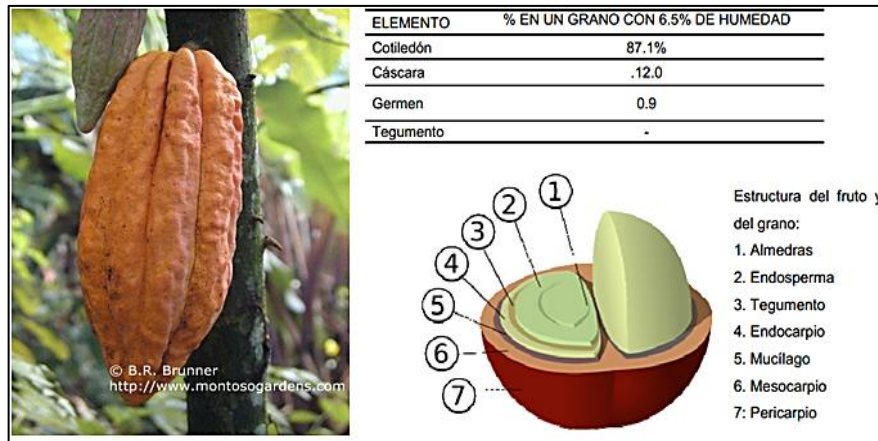 ELEMENTO % EN UN GRANO CON 6.5% DE HUMEDAD
Cotiledón 87.1%
Cáscara .12.0
Germen 0.9
Tegumento -
© B.R. Brunner
http://www.montosogardens.com
1
2
3
4
5
6
7
Estructura del fruto y
del grano:
1. Almedras
2. Endosperma
3. Tegumento
4. Endocarpio
5. Mucílago
6. Mesocarpio
7: Pericarpio